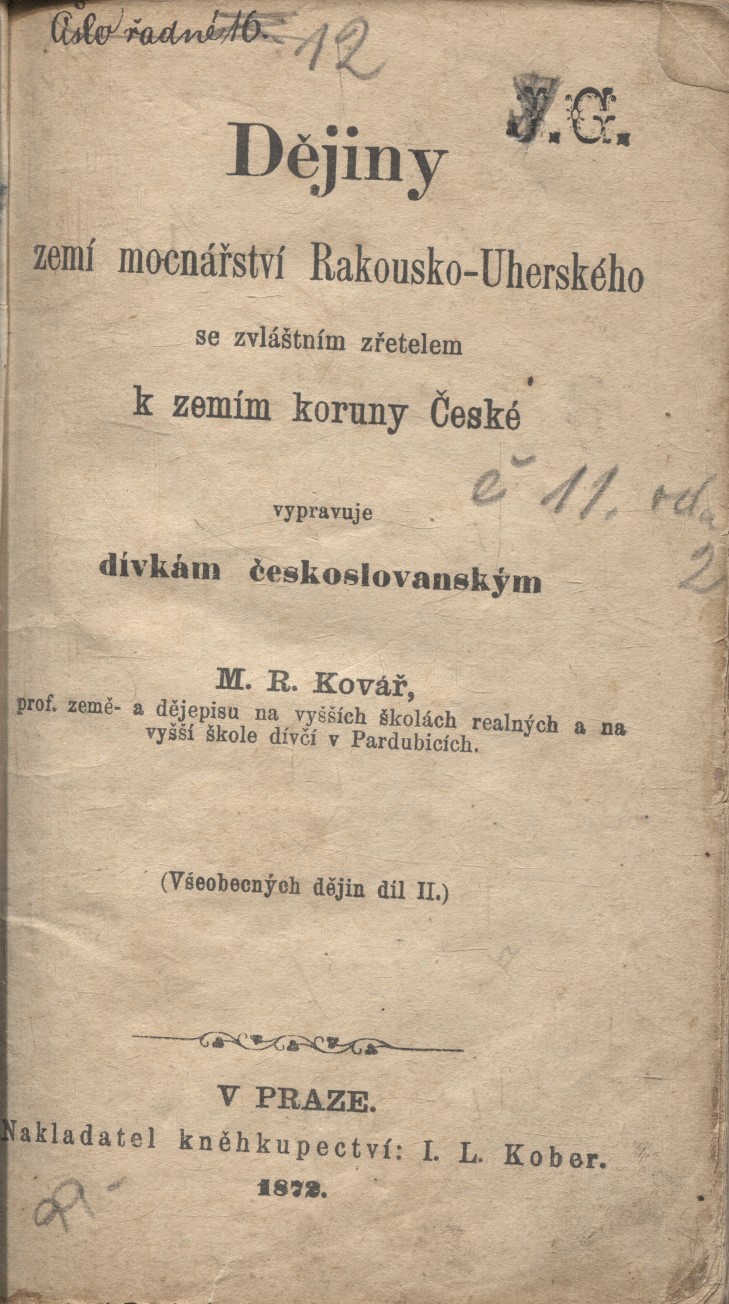 Číslo řadné 16.
12
J.G.
Dějiny
zemí mocnářství Rakousko-Uherského
se zvláštním zřetelem
k zemím koruny České
č 11.
2
vypravuje
dívkám českoslovanským
M. R. Kovář,
prof. země- a dějepisu na vyšších školách realných a na
vyšší škole dívčí v Pardubicích.
(Všeobecných dějin díl II.)
V PRAZE.
Nakladatel kněhkupectví: I. L. Kober.
1872.